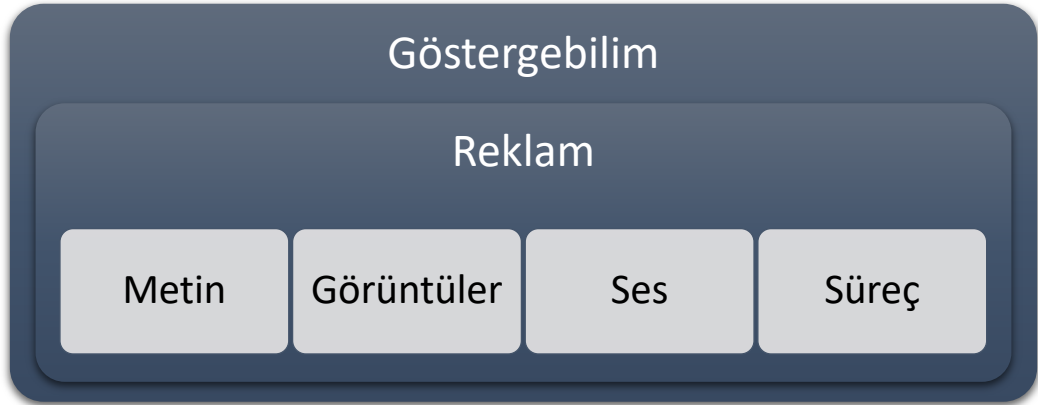 Göstergebilim
Reklam
Metin
Görüntüler
Ses
Süreç